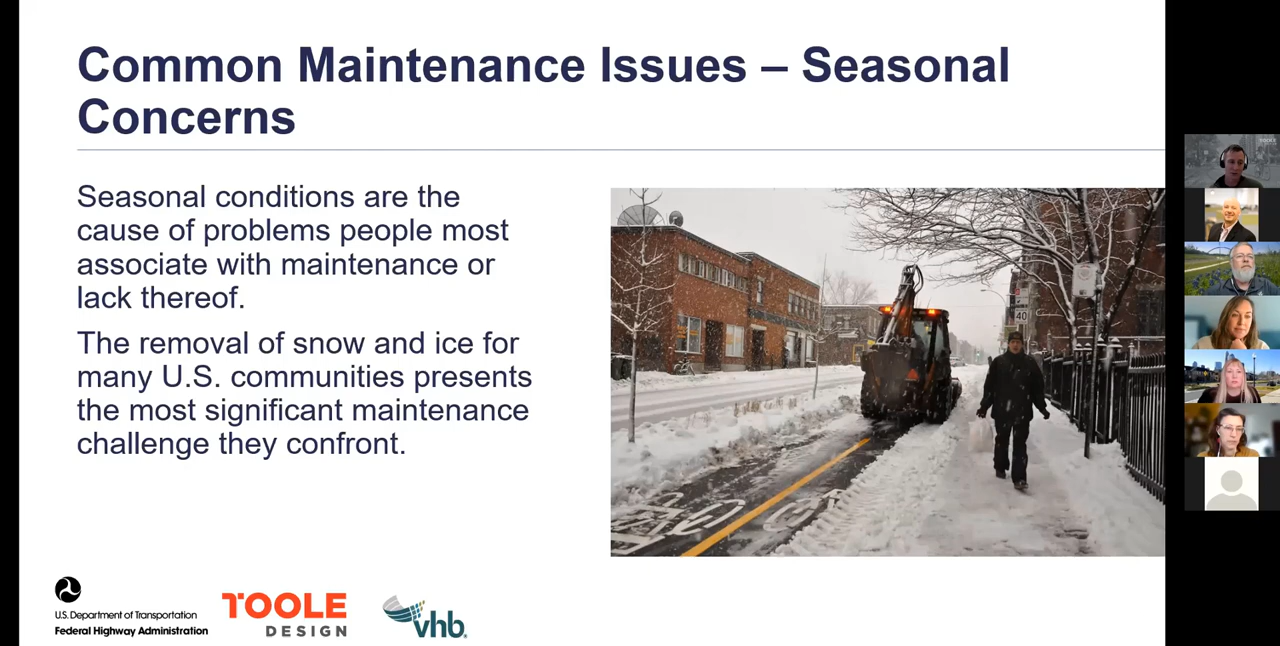 Common Maintenance Issues – Seasonal
Concerns
Seasonal conditions are the
cause of problems people most
associate with maintenance or
lack thereof.
The removal of snow and ice for
many U.S. communities presents
the most significant maintenance
challenge they confront.
40
U.S. Department of Transportation
Federal Highway Administration
TOOLE
DESIGN
vhb®